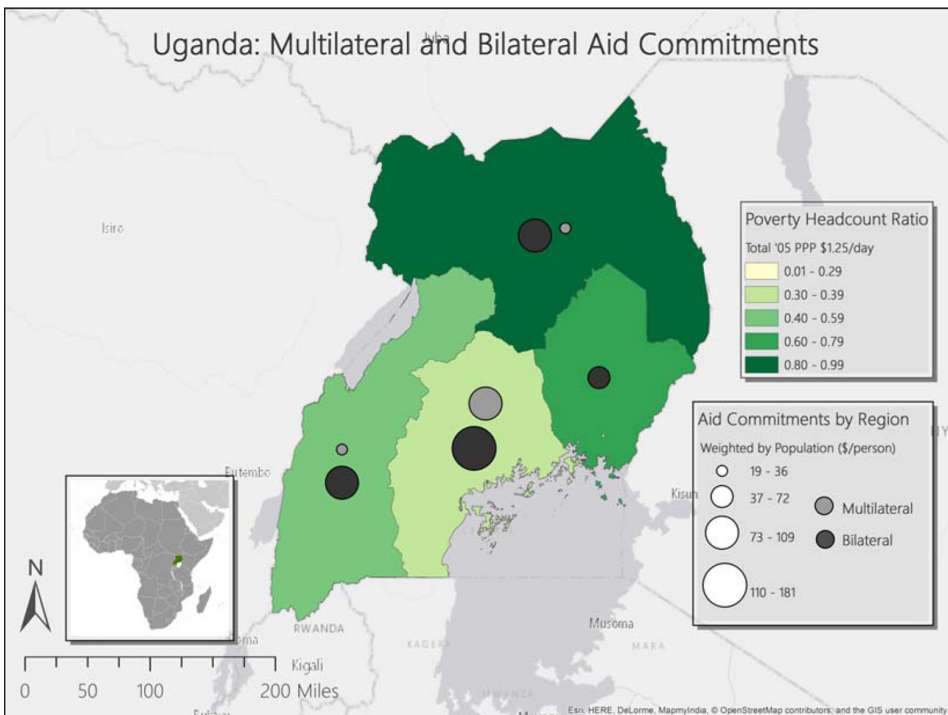 Uganda: Multilateral and Bilateral Aid Commitments
Juba
Isiro
Poverty Headcount Ratio
Total '05 PPP $1.25/day
0.01 - 0.29
0.30 - 0.39
0.40 - 0.59
0.60 - 0.79
0.80 - 0.99
Aid Commitments by Region
Weighted by Population ($/person)
19 - 36
37 - 72
73 - 109
110 - 181
Multilateral
Bilateral
Butembo
Kisun
NY
N
RWANDA
KAGERA
Musoma
MARA
Kigali
MWANZA
0 50 100 200 Miles
Esri, HERE, DeLorme, MapmyIndia, © OpenStreetMap contributors, and the GIS user community